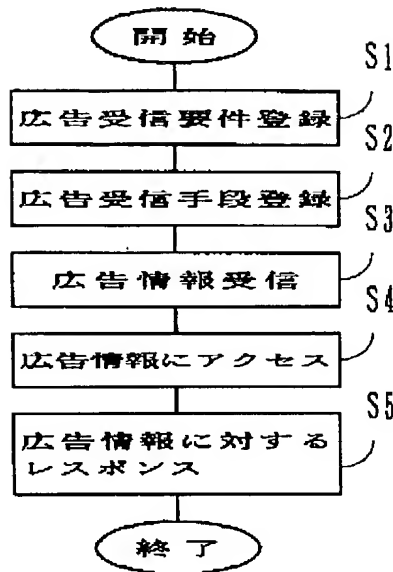 開始
S1
広告受信要件登録
S2
広告受信手段登録
S3
広告情報受信
S4
広告情報にアクセス
S5
広告情報に対する
レスポンス
終了